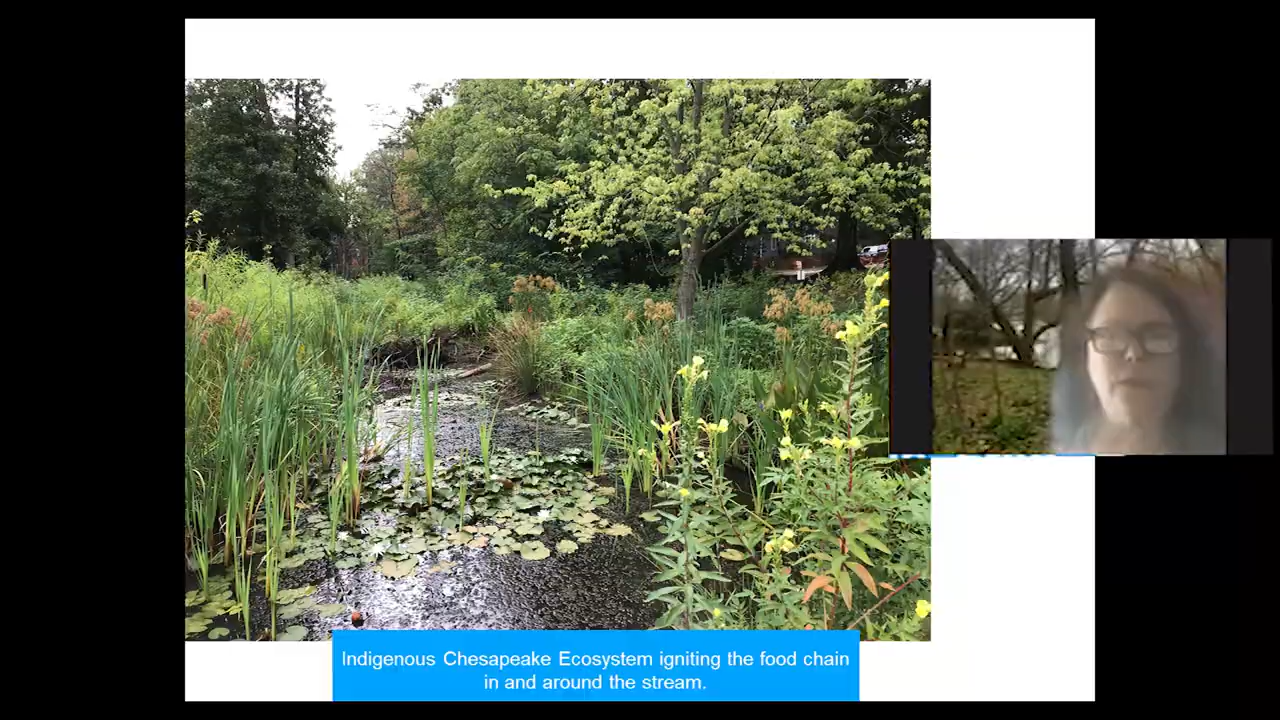 Indigenous Chesapeake Ecosystem igniting the food chain
in and around the stream.